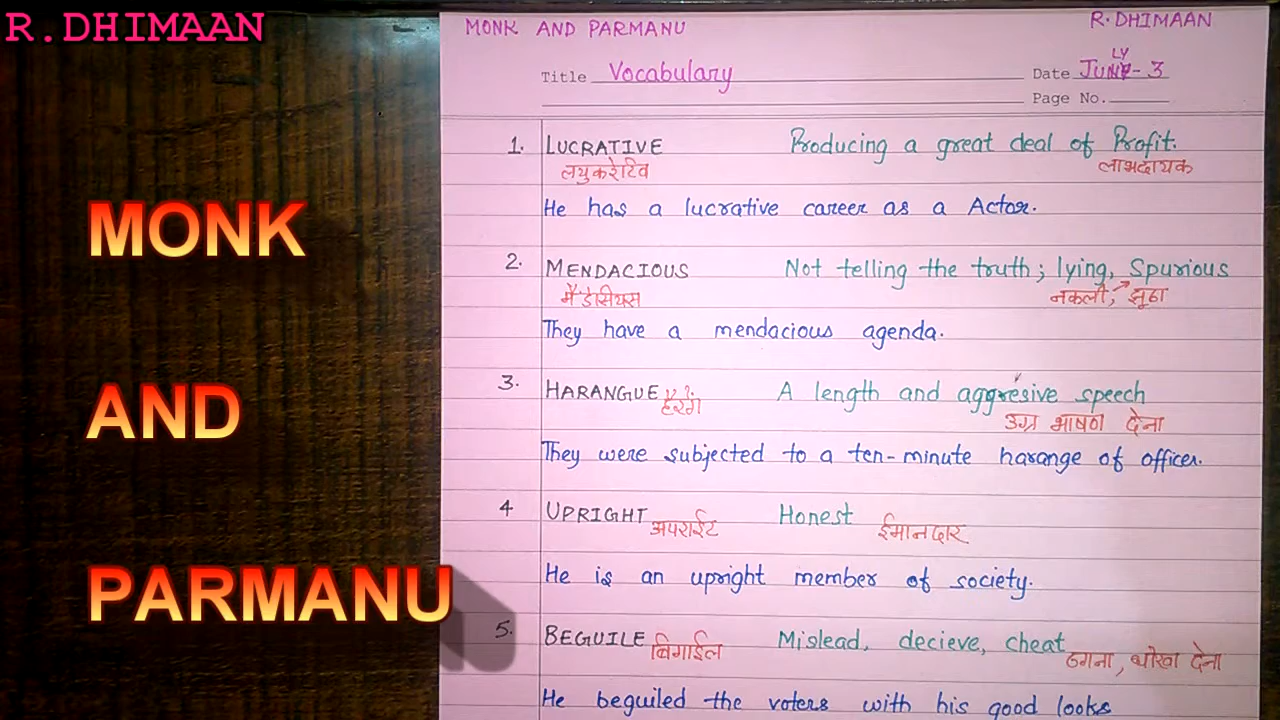 R.DHIMAAN
MONK
AND
PARMANU
MONK AND PARMANU R.DHIMAAN
LY
Title Vocabulary Date JUN - 3
Page No.
1. LUCRATIVE Producing a great deal of Profit.
लयुकरेटिव लाभदायक
He has a lucrative career as a Actor.
2. MENDACIOUS Not telling the truth; lying, Spurious
मैंडेसियस नकली, झूठा
They have a mendacious agenda.
3. HARANGUE हैरंग A length and aggresive speech
उग्र भाषण देना
They were subjected to a ten-minute harange of officer.
4 UPRIGHT अपराईट Honest ईमानदार
He is an upright member of society.
5. BEGUILE बिगाईल Mislead, decieve, cheat ठगना, धोखा देना
He beguiled the voters with his good looks